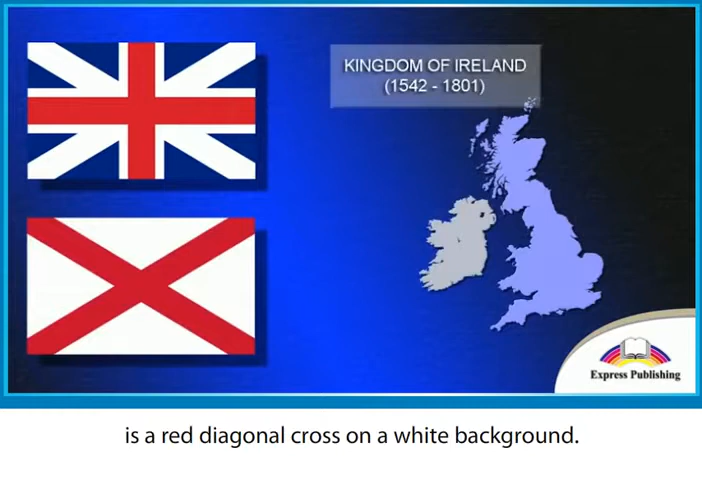 KINGDOM OF IRELAND
(1542 - 1801)
Express Publishing
is a red diagonal cross on a white background.